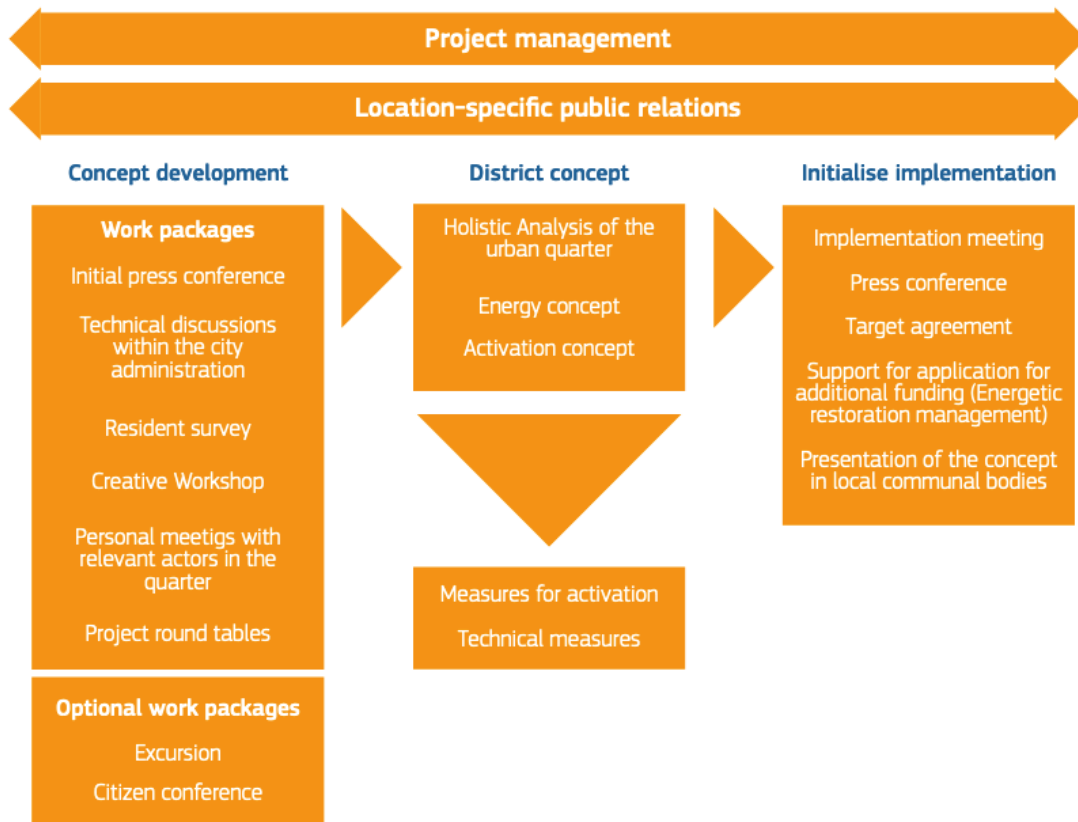 Project management
Location-specific public relations
Concept development
Work packages
Initial press conference
Technical discussions
within the city
administration
Resident survey
Creative Workshop
Personal meetigs with
relevant actors in the
quarter
Project round tables
Optional work packages
Excursion
Citizen conference
District concept
Holistic Analysis of the
urban quarter
Energy concept
Activation concept
Measures for activation
Technical measures
Initialise implementation
Implementation meeting
Press conference
Target agreement
Support for application for
additional funding (Energetic
restoration management)
Presentation of the concept
in local communal bodies